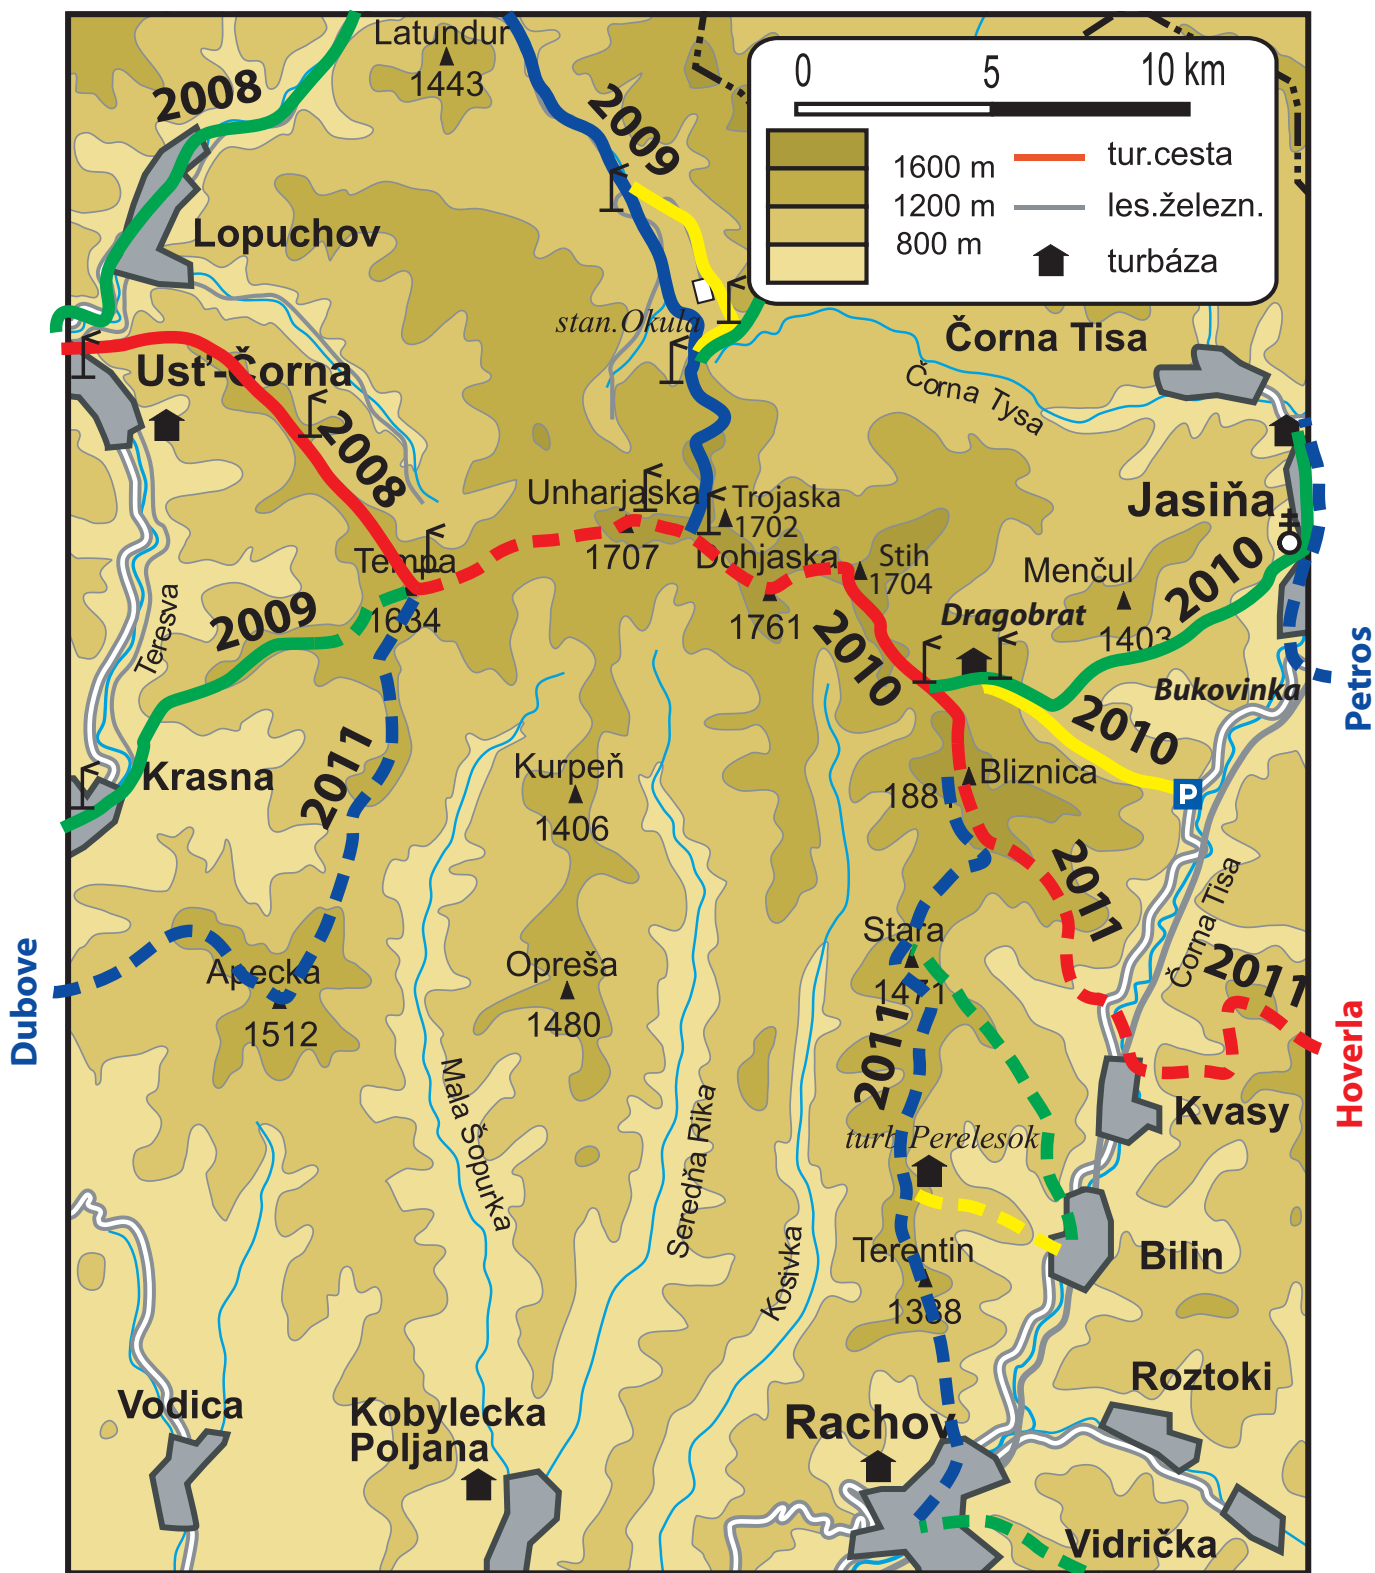 Latundur
1443
2008
2009
0 5 10 km
1600 m
1200 m
800 m
tur.cesta
les.železn.
turbáza
Lopuchov
stan.Okula
Čorna Tisa
Usť-Čorna
Čorna Tysa
2008
Unharjaska
1707
Trojaska
1702
Jasiňa
Dohjaska
1761
Stih
1704
Menčul
1403
2010
Tempa
1634
2009
Teresva
Dragobrat
2010
Bukovinka
Petros
2010
Krasna
2011
Kurpeň
1406
Bliznica
1881
P
2011
Čorna Tisa
Stara
1471
2011
Dubove
Apecka
1512
Opreša
1480
Hoverla
2011
Mala Šopurka
Seredňa Rika
Kosivka
turb.Perelesok
Kvasy
Terentin
1388
Bilin
Vodica
Kobylecka
Poljana
Rachov
Roztoki
Vidrička